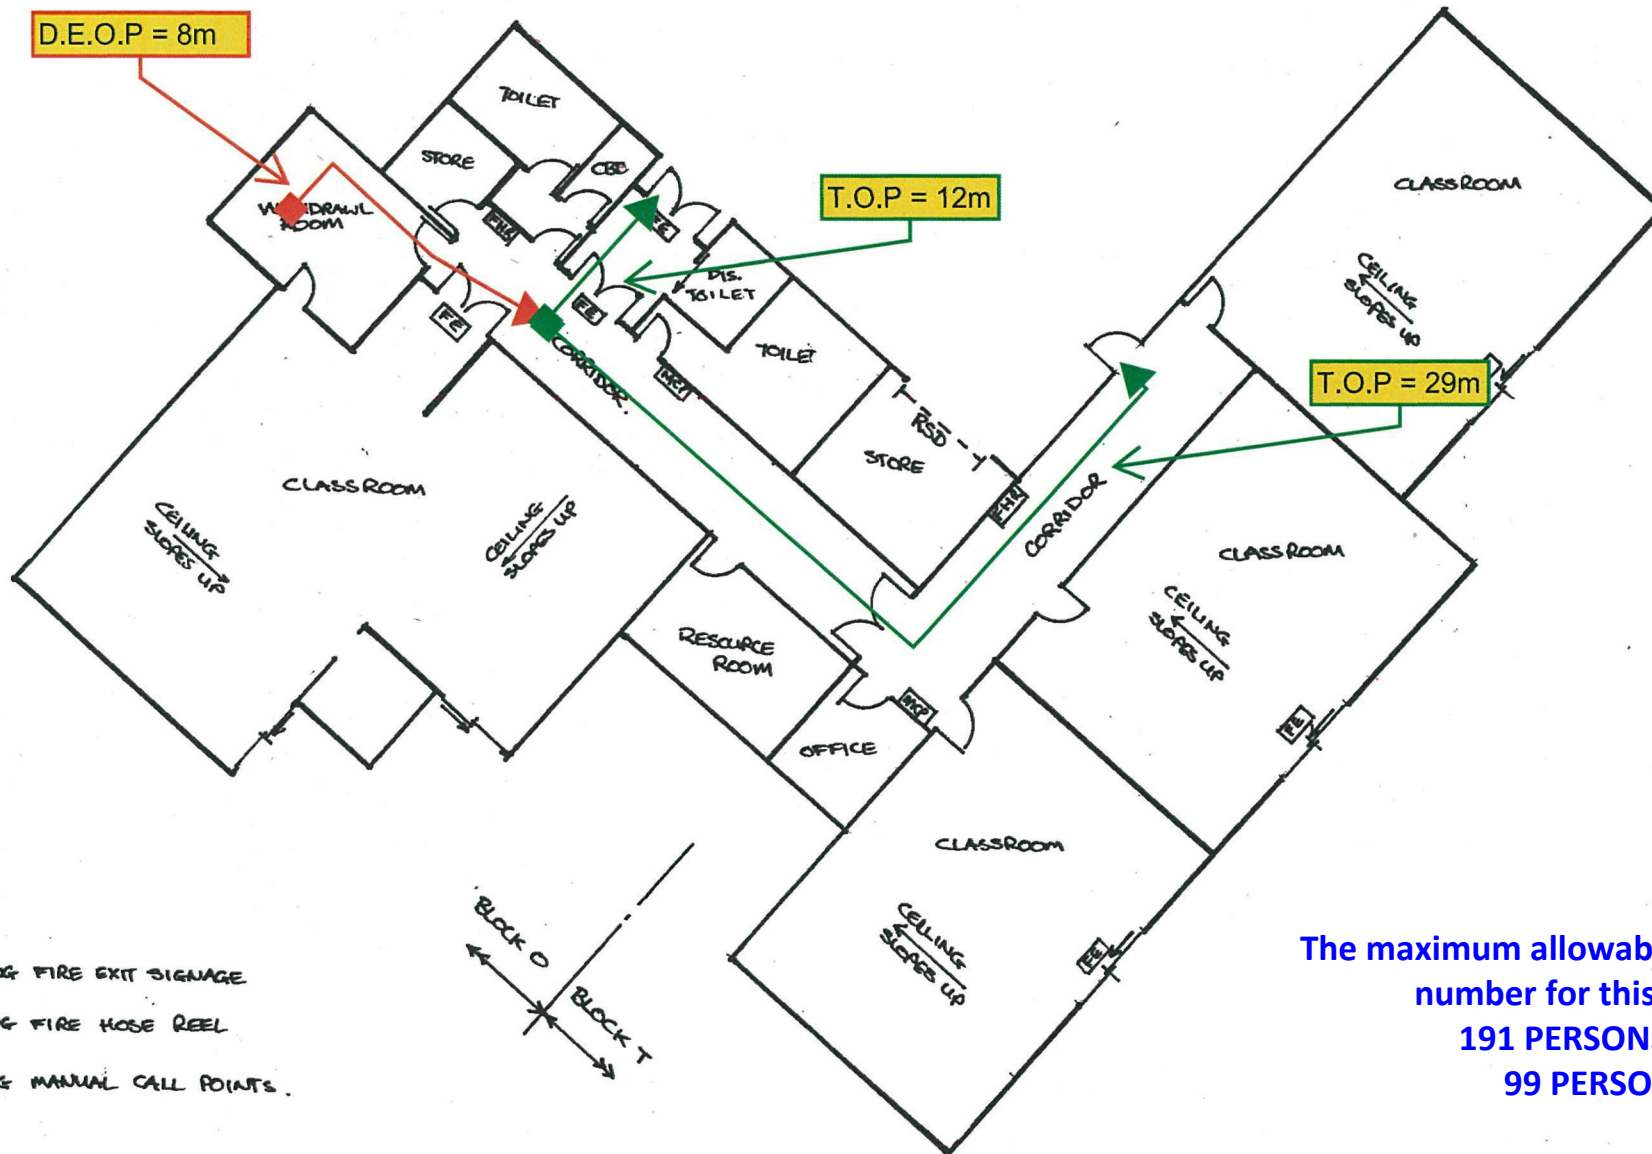 D.E.O.P = 8m
TOILET
STORE
CBD
WITHDRAWL
ROOM
FHR
FE
T.O.P = 12m
DIS.
TOILET
FE
FE
CORRIDOR.
MCP
TOILET
RSD
STORE
FHR
CORRIDOR
T.O.P = 29m
CLASSROOM
CEILING
SLOPES UP
CLASSROOM
CEILING
SLOPES UP
CEILING
SLOPES UP
CLASSROOM
CEILING
SLOPES UP
FE
RESOURCE
ROOM
OFFICE
MCP
CLASSROOM
CEILING
SLOPES UP
FE
BLOCK O
BLOCK T
FIRE EXIT SIGNAGE
FIRE HOSE REEL
MANUAL CALL POINTS.
The maximum allowab
number for this
191 PERSON
99 PERSO